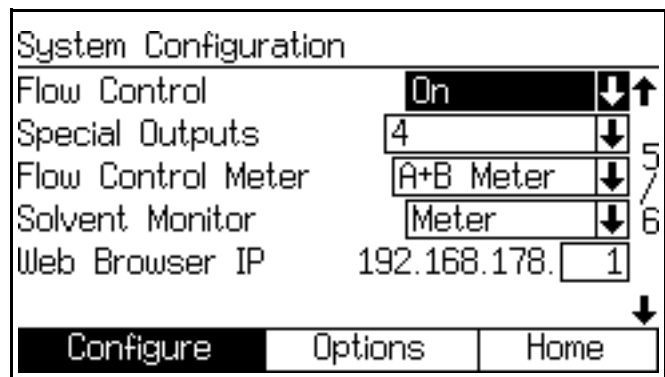 System Configuration
Flow Control On
Special Outputs 4
Flow Control Meter A+B Meter
Solvent Monitor Meter
Web Browser IP 192.168.178. 1
5/6
Configure Options Home